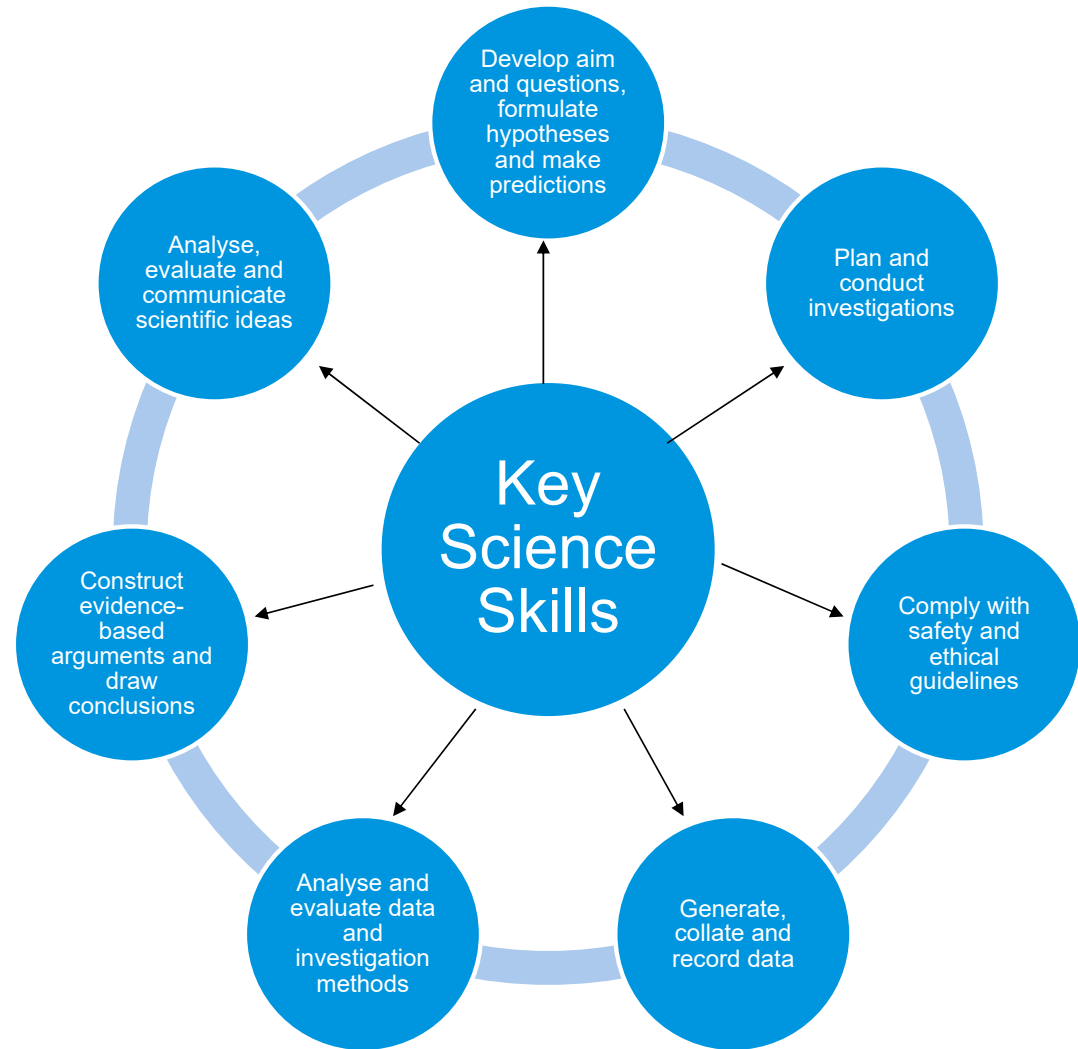 Develop aim
and questions,
formulate
hypotheses
and make
predictions
Plan and
conduct
investigations
Comply with
safety and
ethical
guidelines
Generate,
collate and
record data
Analyse and
evaluate data
and
investigation
methods
Construct
evidence-
based
arguments and
draw
conclusions
Analyse,
evaluate and
communicate
scientific ideas
Key
Science
Skills